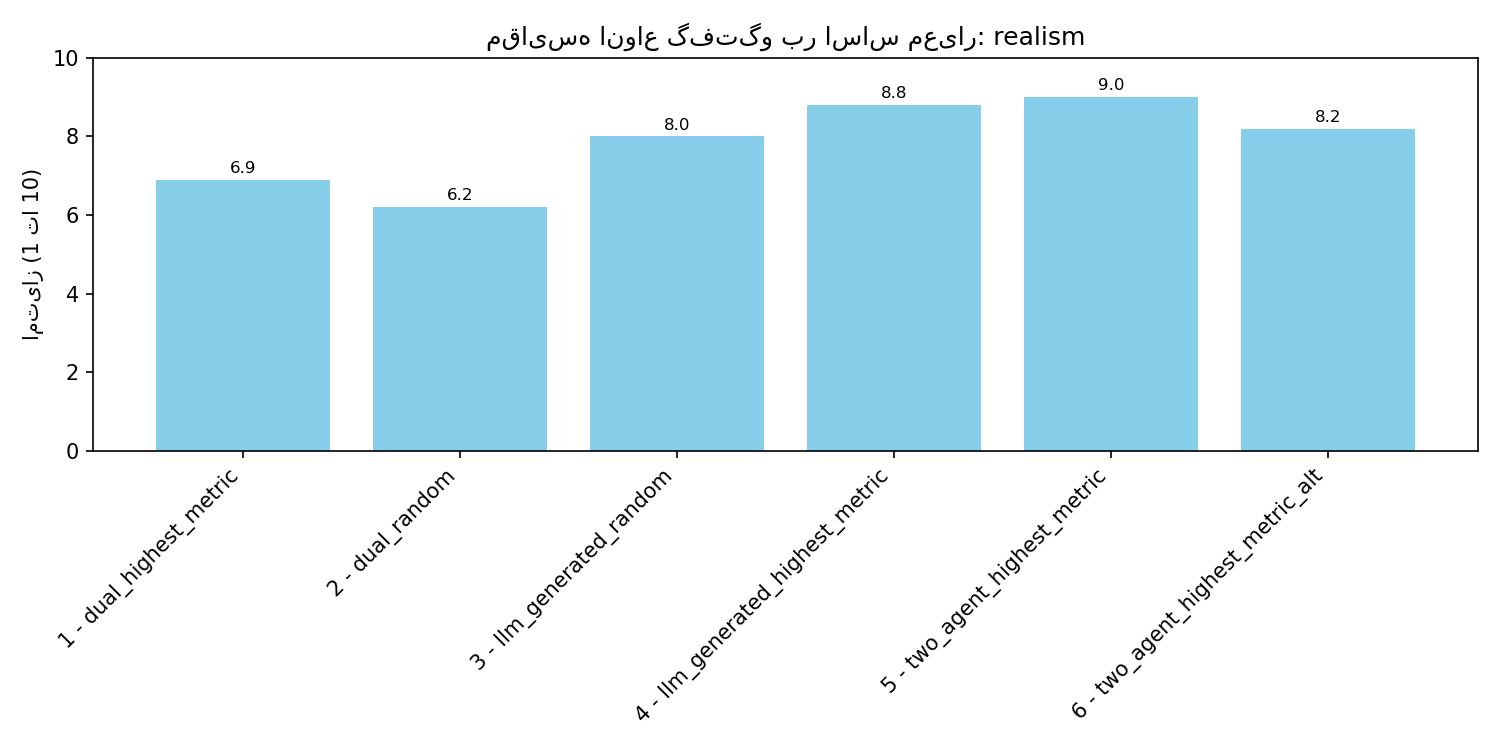 مقایسه انواع گفتگو بر اساس معیار: realism
امتیاز (1 تا 10)
10
8
6
4
2
0
6.9
6.2
8.0
8.8
9.0
8.2
1 - dual_highest_metric
2 - dual_random
3 - llm_generated_random
4 - llm_generated_highest_metric
5 - two_agent_highest_metric
6 - two_agent_highest_metric_alt